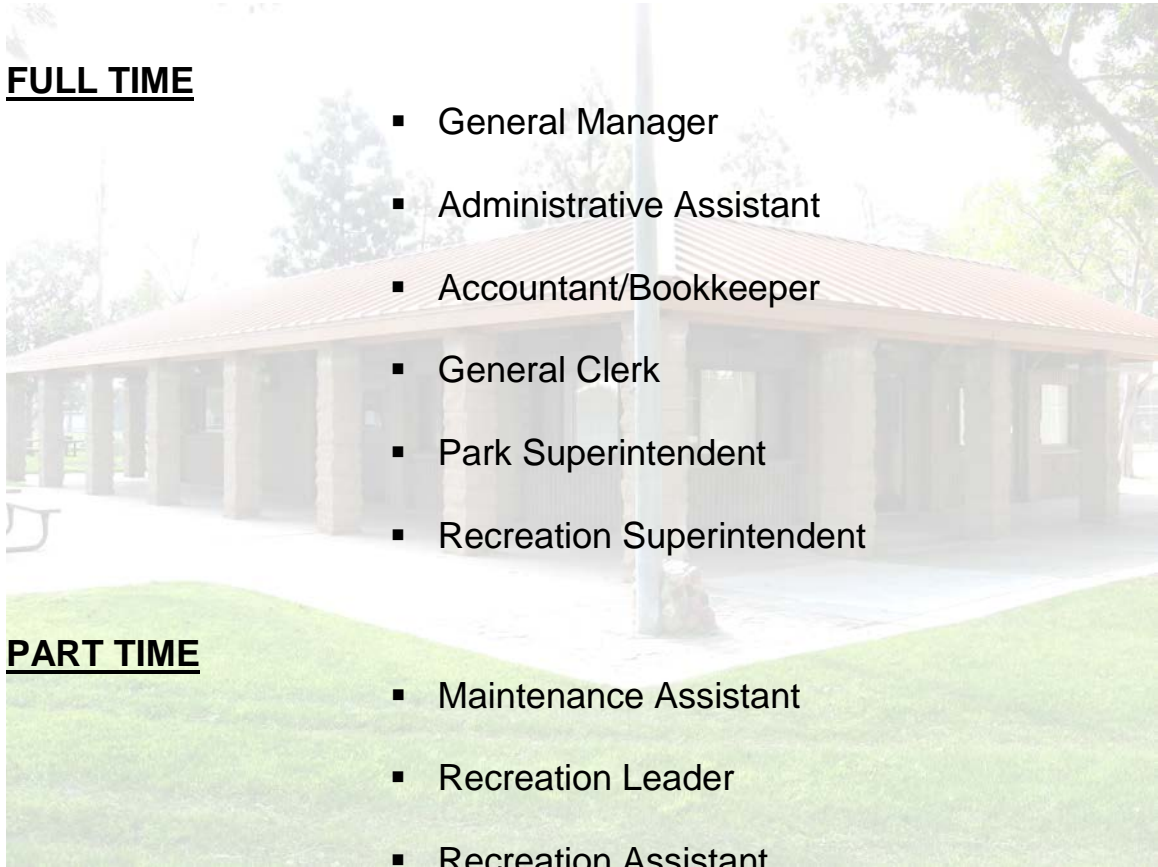 FULL TIME
▪ General Manager
▪ Administrative Assistant
▪ Accountant/Bookkeeper
▪ General Clerk
▪ Park Superintendent
▪ Recreation Superintendent
PART TIME
▪ Maintenance Assistant
▪ Recreation Leader
▪ Recreation Assistant